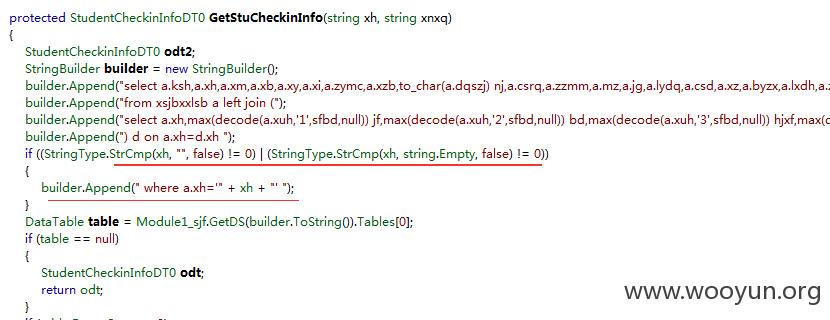 protected StudentCheckinInfoDT0 GetStuCheckinInfo(string xh, string xnxq)
{
StudentCheckinInfoDT0 odt2;
StringBuilder builder = new StringBuilder();
builder.Append("select a.ksh,a.xh,a.xm,a.xb,a.xy,a.xi,a.zymc,a.xzb,to_char(a.dqszj) nj,a.csrq,a.zzmm,a.mz,a.jg,a.lydq,a.csd,a.xz,a.byzx,a.lxdh,a.
builder.Append("from xsjbxxlsb a left join (");
builder.Append("select a.xh,max(decode(a.xuh,'1',sfbd,null)) jf,max(decode(a.xuh,'2',sfbd,null)) bd,max(decode(a.xuh,'3',sfbd,null)) hjxf,max(
builder.Append(") d on a.xh=d.xh ");
if ((StringType.StrCmp(xh, "", false) != 0) | (StringType.StrCmp(xh, string.Empty, false) != 0))
{
builder.Append(" where a.xh='" + xh + "' ");
}
DataTable table = Module1_sjf.GetDS(builder.ToString()).Tables[0];
if (table == null)
{
StudentCheckinInfoDT0 odt;
return odt;
}
www.wooyun.org